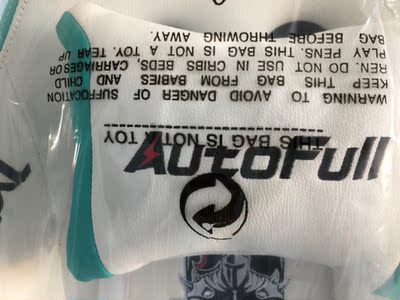 THIS BAG IS NOT A TOY
WARNING TO AVOID DANGER OF SUFFOCATION
KEEP THIS BAG FROM BABIES AND CHILD
REN. DO NOT USE IN CRIBS, BEDS, CARRIAGES OR
PLAY PENS. THIS BAG IS NOT A TOY. TEAR UP
BAG BEFORE THROWING AWAY.
AutoFull